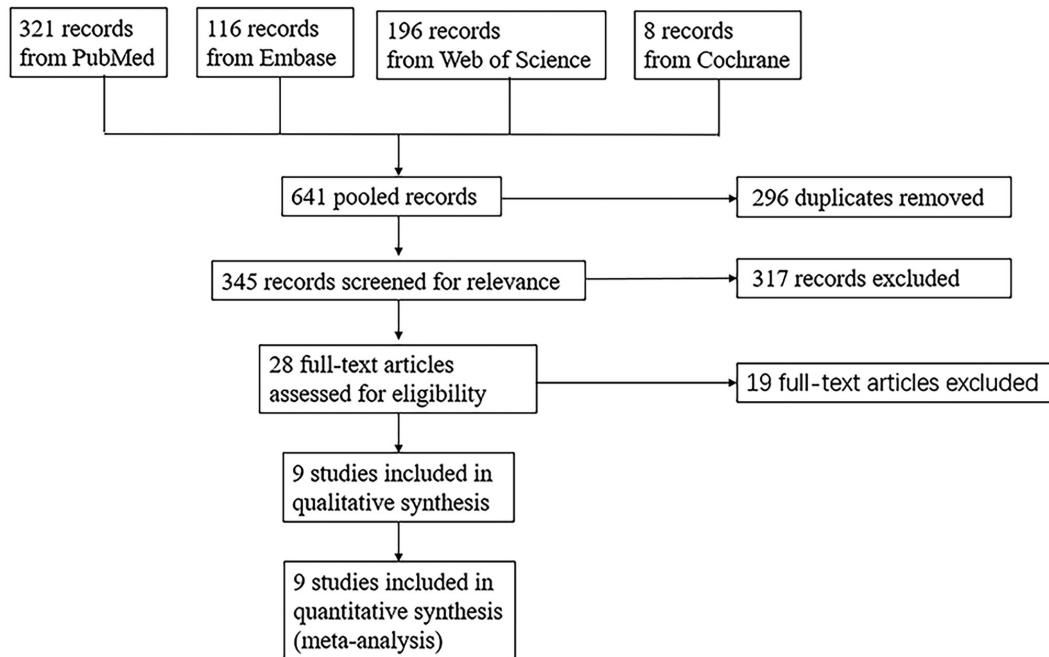 321 records
from PubMed
116 records
from Embase
196 records
from Web of Science
8 records
from Cochrane
641 pooled records
296 duplicates removed
345 records screened for relevance
317 records excluded
28 full-text articles
assessed for eligibility
19 full-text articles excluded
9 studies included in
qualitative synthesis
9 studies included in
quantitative synthesis
(meta-analysis)